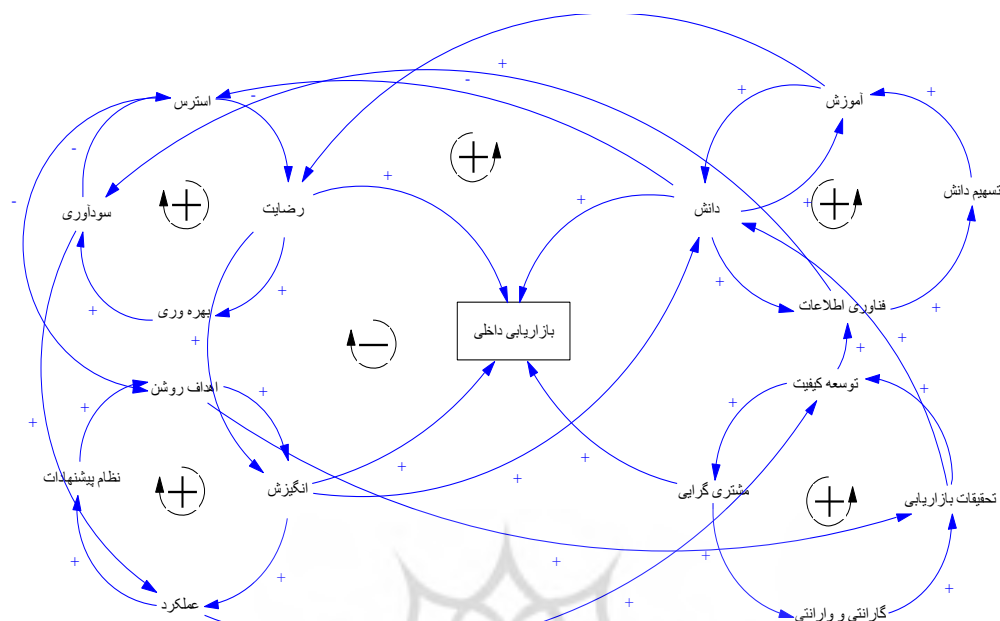 آموزش
استرس
تسهیم دانش
دانش
رضایت
سودآوری
فناوری اطلاعات
بهره وری
بازاریابی داخلی
توسعه کیفیت
اهداف روشن
نظام پیشنهادات
انگیزش
مشتری گرایی
تحقیقات بازاریابی
عملکرد
گارانتی و وارانتی